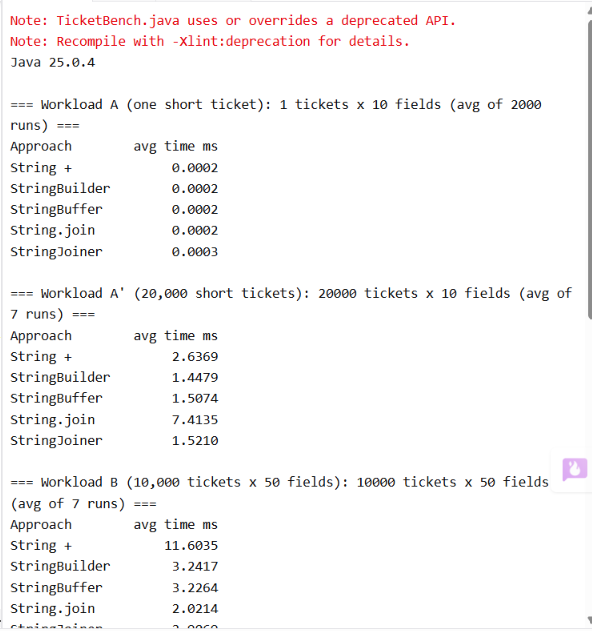 Note: TicketBench.java uses or overrides a deprecated API.
Note: Recompile with -Xlint:deprecation for details.
Java 25.0.4

=== Workload A (one short ticket): 1 tickets x 10 fields (avg of 2000
runs) ===
Approach        avg time ms
String +             0.0002
StringBuilder        0.0002
StringBuffer         0.0002
String.join          0.0002
StringJoiner         0.0003

=== Workload A' (20,000 short tickets): 20000 tickets x 10 fields (avg of
7 runs) ===
Approach        avg time ms
String +             2.6369
StringBuilder        1.4479
StringBuffer         1.5074
String.join          7.4135
StringJoiner         1.5210

=== Workload B (10,000 tickets x 50 fields): 10000 tickets x 50 fields
(avg of 7 runs) ===
Approach        avg time ms
String +            11.6035
StringBuilder        3.2417
StringBuffer         3.2264
String.join          2.0214